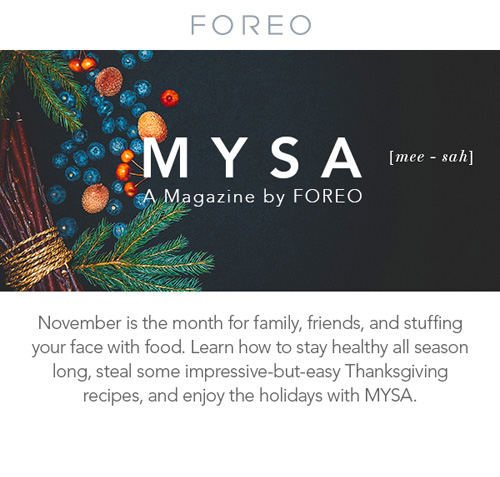 FOREO
MYSA
[mee - sah]
A Magazine by FOREO
November is the month for family, friends, and stuffing
your face with food. Learn how to stay healthy all season
long, steal some impressive-but-easy Thanksgiving
recipes, and enjoy the holidays with MYSA.